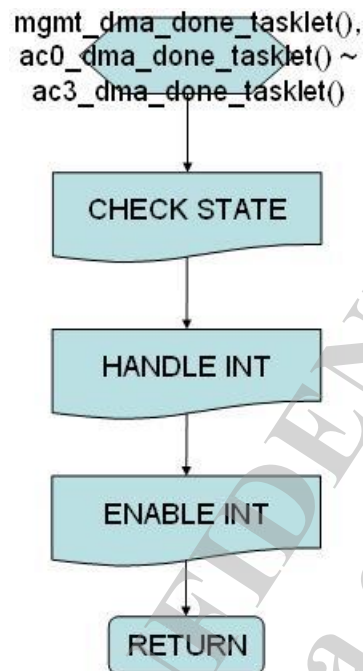 mgmt_dma_done_tasklet(),
ac0_dma_done_tasklet() ~
ac3_dma_done_tasklet()
CHECK STATE
HANDLE INT
ENABLE INT
RETURN